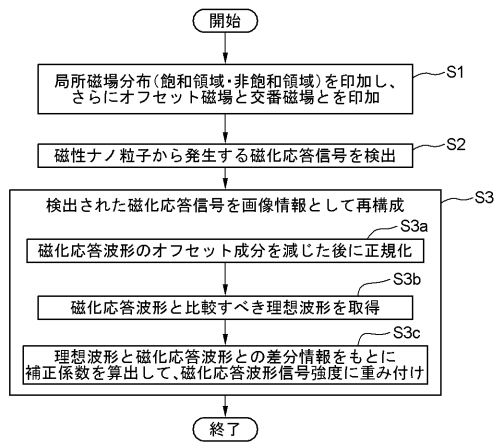 開始
S1
局所磁場分布(飽和領域・非飽和領域)を印加し、
さらにオフセット磁場と交番磁場とを印加
S2
磁性ナノ粒子から発生する磁化応答信号を検出
S3
検出された磁化応答信号を画像情報として再構成
S3a
磁化応答波形のオフセット成分を減じた後に正規化
S3b
磁化応答波形と比較すべき理想波形を取得
S3c
理想波形と磁化応答波形との差分情報をもとに
補正係数を算出して、磁化応答波形信号強度に重み付け
終了